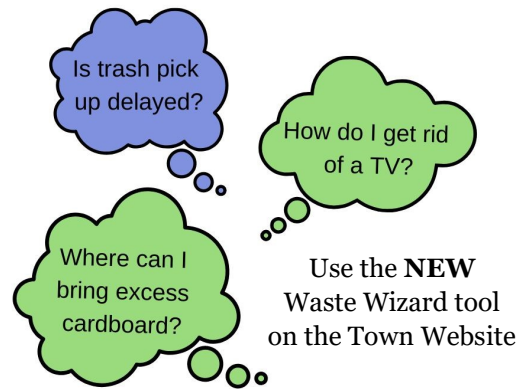 Is trash pick
up delayed?
How do I get rid
of a TV?
Where can I
bring excess
cardboard?
Use the NEW
Waste Wizard tool
on the Town Website